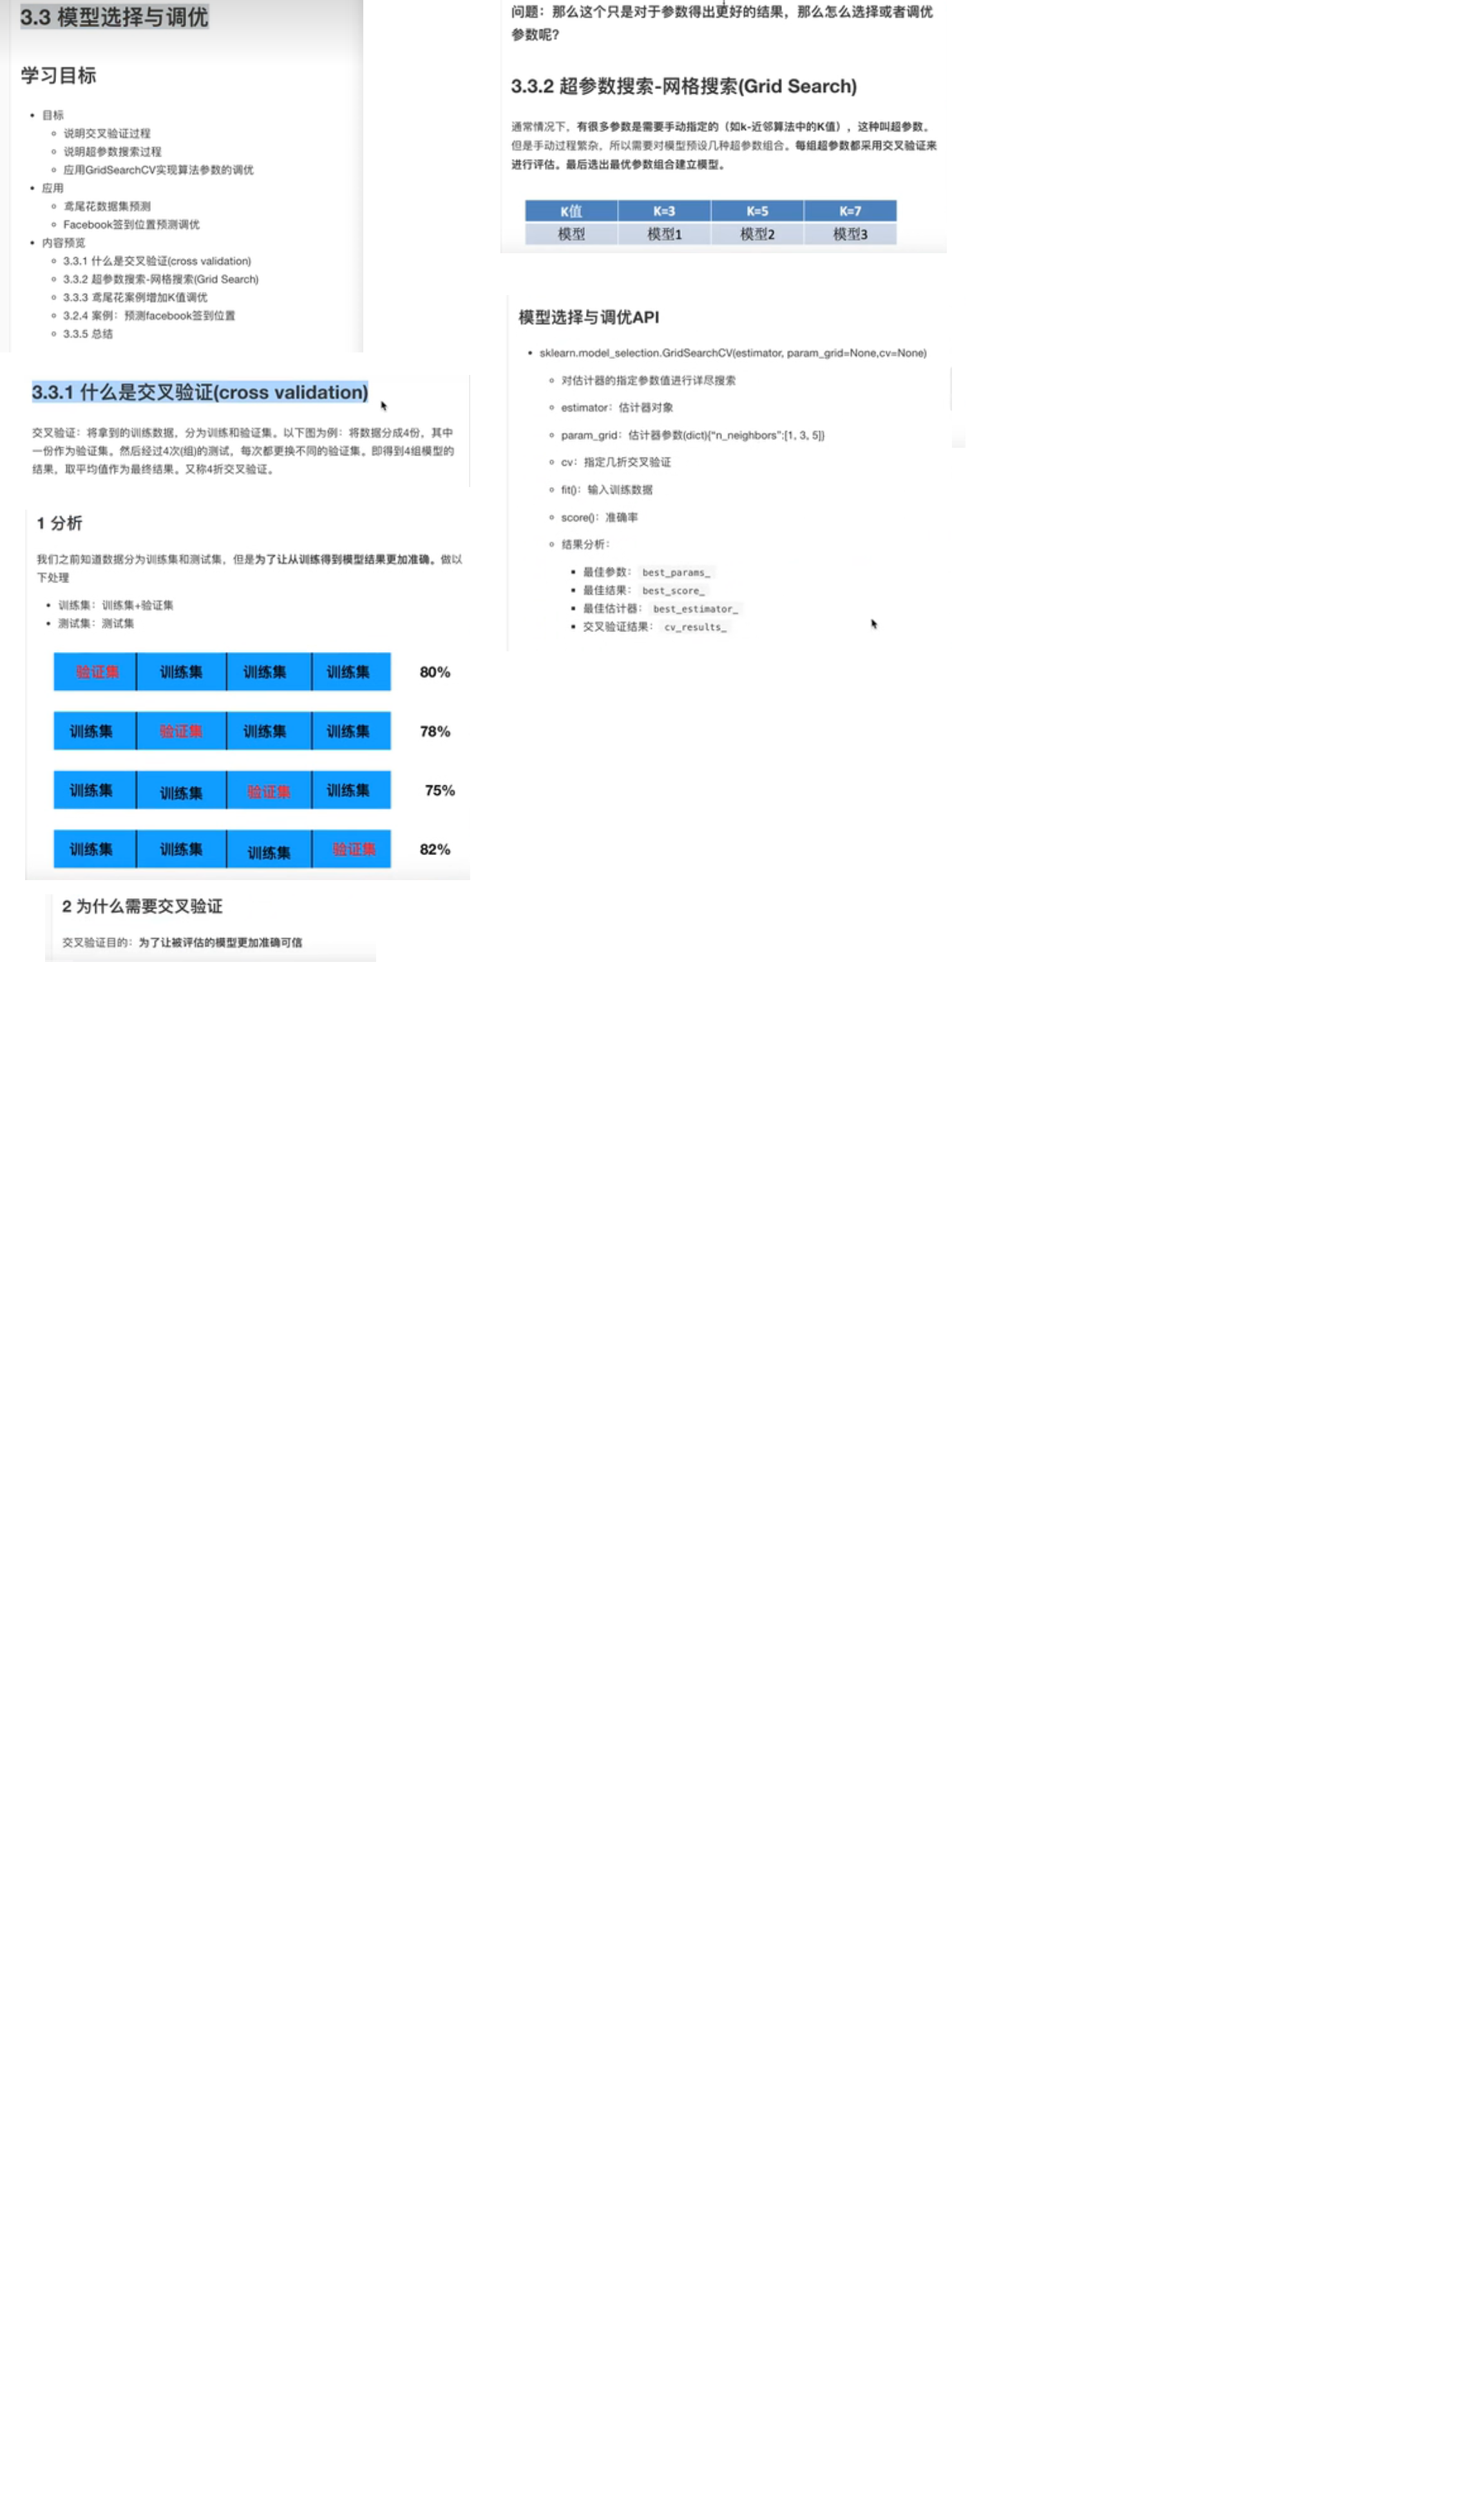 3.3 模型选择与调优
学习目标
• 目标
◦ 说明交叉验证过程
◦ 说明超参数搜索过程
◦ 应用GridSearchCV实现算法参数的调优
• 应用
◦ 鸢尾花数据集预测
◦ Facebook签到位置预测调优
• 内容预览
◦ 3.3.1 什么是交叉验证(cross validation)
◦ 3.3.2 超参数搜索-网格搜索(Grid Search)
◦ 3.3.3 鸢尾花案例增加K值调优
◦ 3.2.4 案例：预测facebook签到位置
◦ 3.3.5 总结
3.3.1 什么是交叉验证(cross validation)
交叉验证：将拿到的训练数据，分为训练和验证集。以下图为例：将数据分成4份，其中
一份作为验证集。然后经过4次(组)的测试，每次都更换不同的验证集。即得到4组模型的
结果，取平均值作为最终结果。又称4折交叉验证。
1 分析
我们之前知道数据分为训练集和测试集，但是为了让从训练得到模型结果更加准确。做以
下处理
• 训练集：训练集+验证集
• 测试集：测试集
验证集 训练集 训练集 训练集 80%
训练集 验证集 训练集 训练集 78%
训练集 训练集 验证集 训练集 75%
训练集 训练集 训练集 验证集 82%
2 为什么需要交叉验证
交叉验证目的：为了让被评估的模型更加准确可信
问题：那么这个只是对于参数得出更好的结果，那么怎么选择或者调优
参数呢？
3.3.2 超参数搜索-网格搜索(Grid Search)
通常情况下，有很多参数是需要手动指定的（如k-近邻算法中的K值），这种叫超参数。
但是手动过程繁杂，所以需要对模型预设几种超参数组合。每组超参数都采用交叉验证来
进行评估。最后选出最优参数组合建立模型。
K值 K=3 K=5 K=7
模型 模型1 模型2 模型3
模型选择与调优API
• sklearn.model_selection.GridSearchCV(estimator, param_grid=None,cv=None)
◦ 对估计器的指定参数值进行详尽搜索
◦ estimator：估计器对象
◦ param_grid：估计器参数(dict){“n_neighbors”:[1, 3, 5]}
◦ cv：指定几折交叉验证
◦ fit()：输入训练数据
◦ score()：准确率
◦ 结果分析：
▪ 最佳参数：best_params_
▪ 最佳结果：best_score_
▪ 最佳估计器：best_estimator_
▪ 交叉验证结果：cv_results_